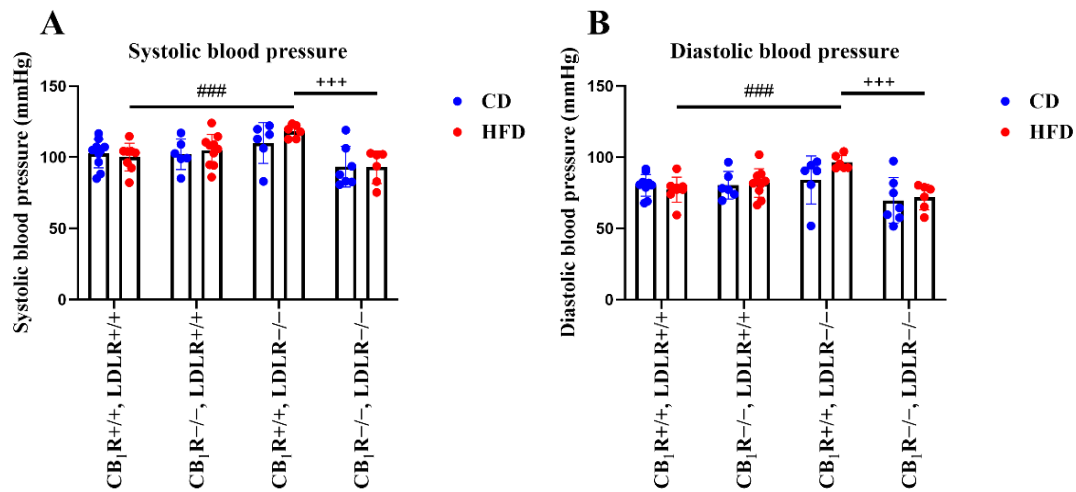 A
Systolic blood pressure
Systolic blood pressure (mmHg)
150
100
50
0
###
+++
CD
HFD
CB₁R+/+, LDLR+/+
CB₁R−/−, LDLR+/+
CB₁R+/+, LDLR−/−
CB₁R−/−, LDLR−/−
B
Diastolic blood pressure
Diastolic blood pressure (mmHg)
150
100
50
0
###
+++
CD
HFD
CB₁R+/+, LDLR+/+
CB₁R−/−, LDLR+/+
CB₁R+/+, LDLR−/−
CB₁R−/−, LDLR−/−